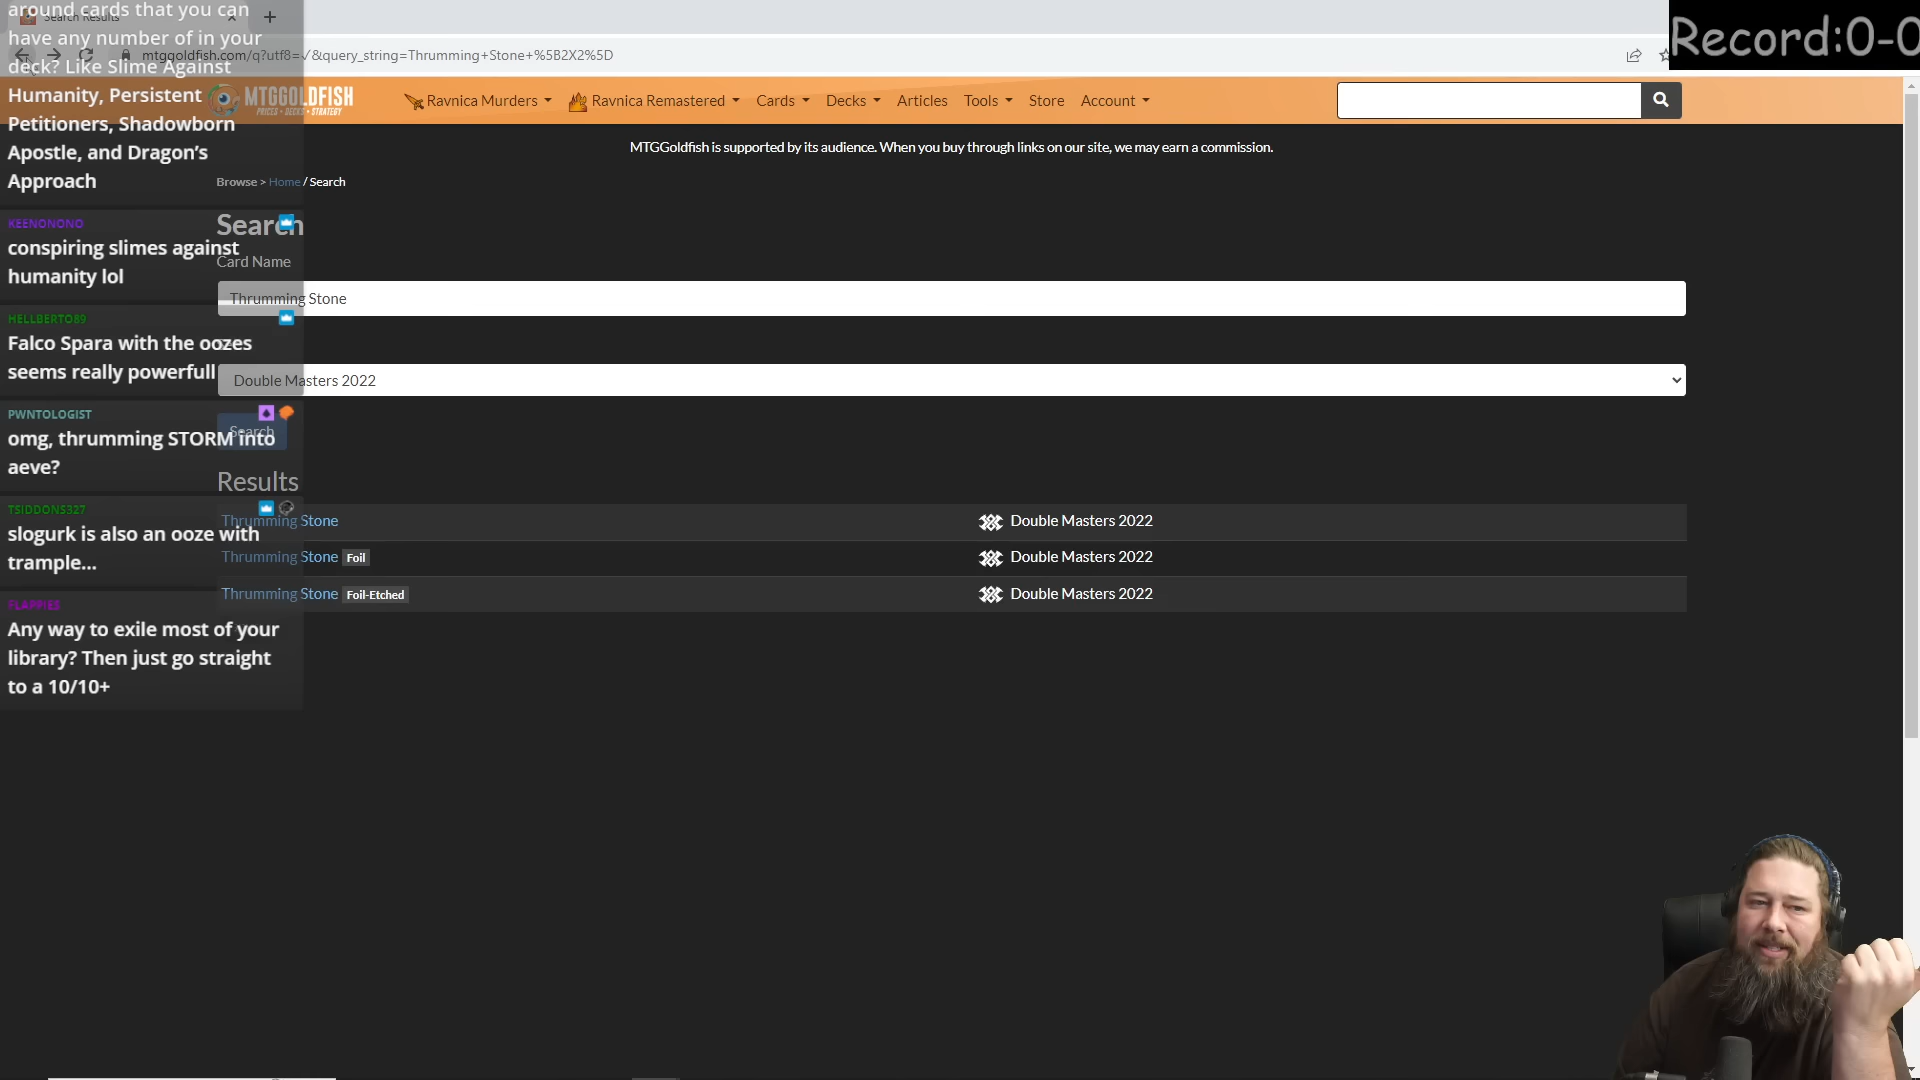 Search Results
mtggoldfish.com/q?utf8=✓&query_string=Thrumming+Stone+%5B2X2%5D
Record:0-0
around cards that you can
have any number of in your
deck? Like Slime Against
Humanity, Persistent
Petitioners, Shadowborn
Apostle, and Dragon's
Approach
KEENONONO
conspiring slimes against
humanity lol
HELLBERTO89
Falco Spara with the oozes
seems really powerfull
PWNTOLOGIST
omg, thrumming STORM into
aeve?
TSIDDONS327
slogurk is also an ooze with
trample...
FLAPPIES
Any way to exile most of your
library? Then just go straight
to a 10/10+
MTGGOLDFISH
PRICES • DECKS • STRATEGY
Ravnica Murders
Ravnica Remastered
Cards
Decks
Articles
Tools
Store
Account
MTGGoldfish is supported by its audience. When you buy through links on our site, we may earn a commission.
Browse > Home / Search
Search
Card Name
Thrumming Stone
Double Masters 2022
Search
Results
Thrumming Stone Double Masters 2022
Thrumming Stone Foil Double Masters 2022
Thrumming Stone Foil-Etched Double Masters 2022